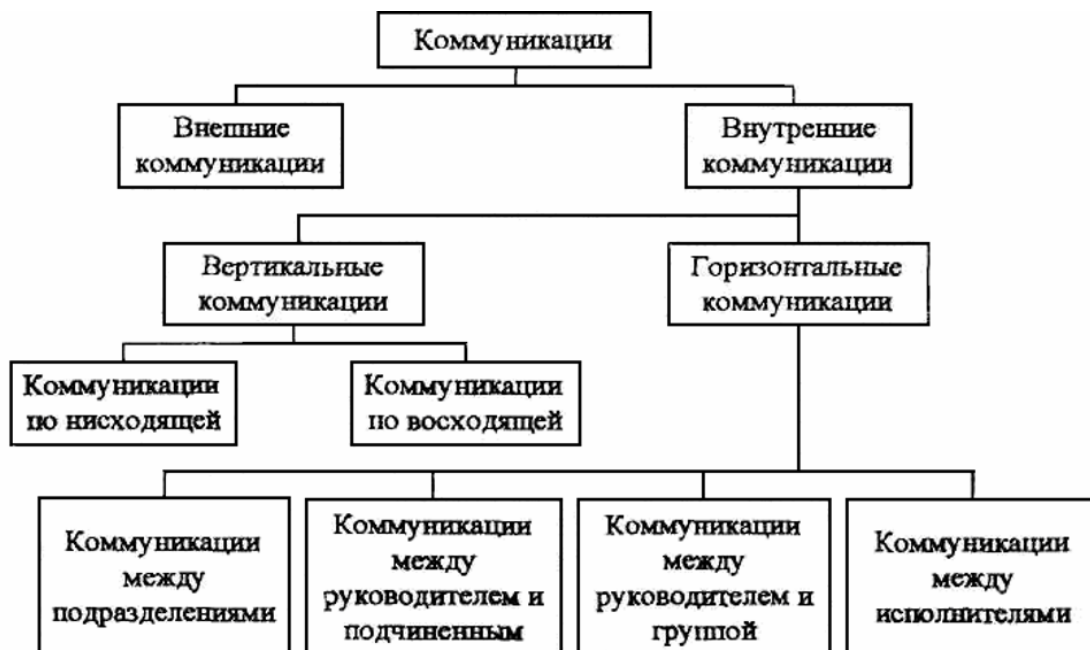 Коммуникации
Внешние
коммуникации
Внутренние
коммуникации
Вертикальные
коммуникации
Горизонтальные
коммуникации
Коммуникации
по нисходящей
Коммуникации
по восходящей
Коммуникации
между
подразделениями
Коммуникации
между
руководителем и
подчиненным
Коммуникации
между
руководителем и
группой
Коммуникации
между
исполнителями